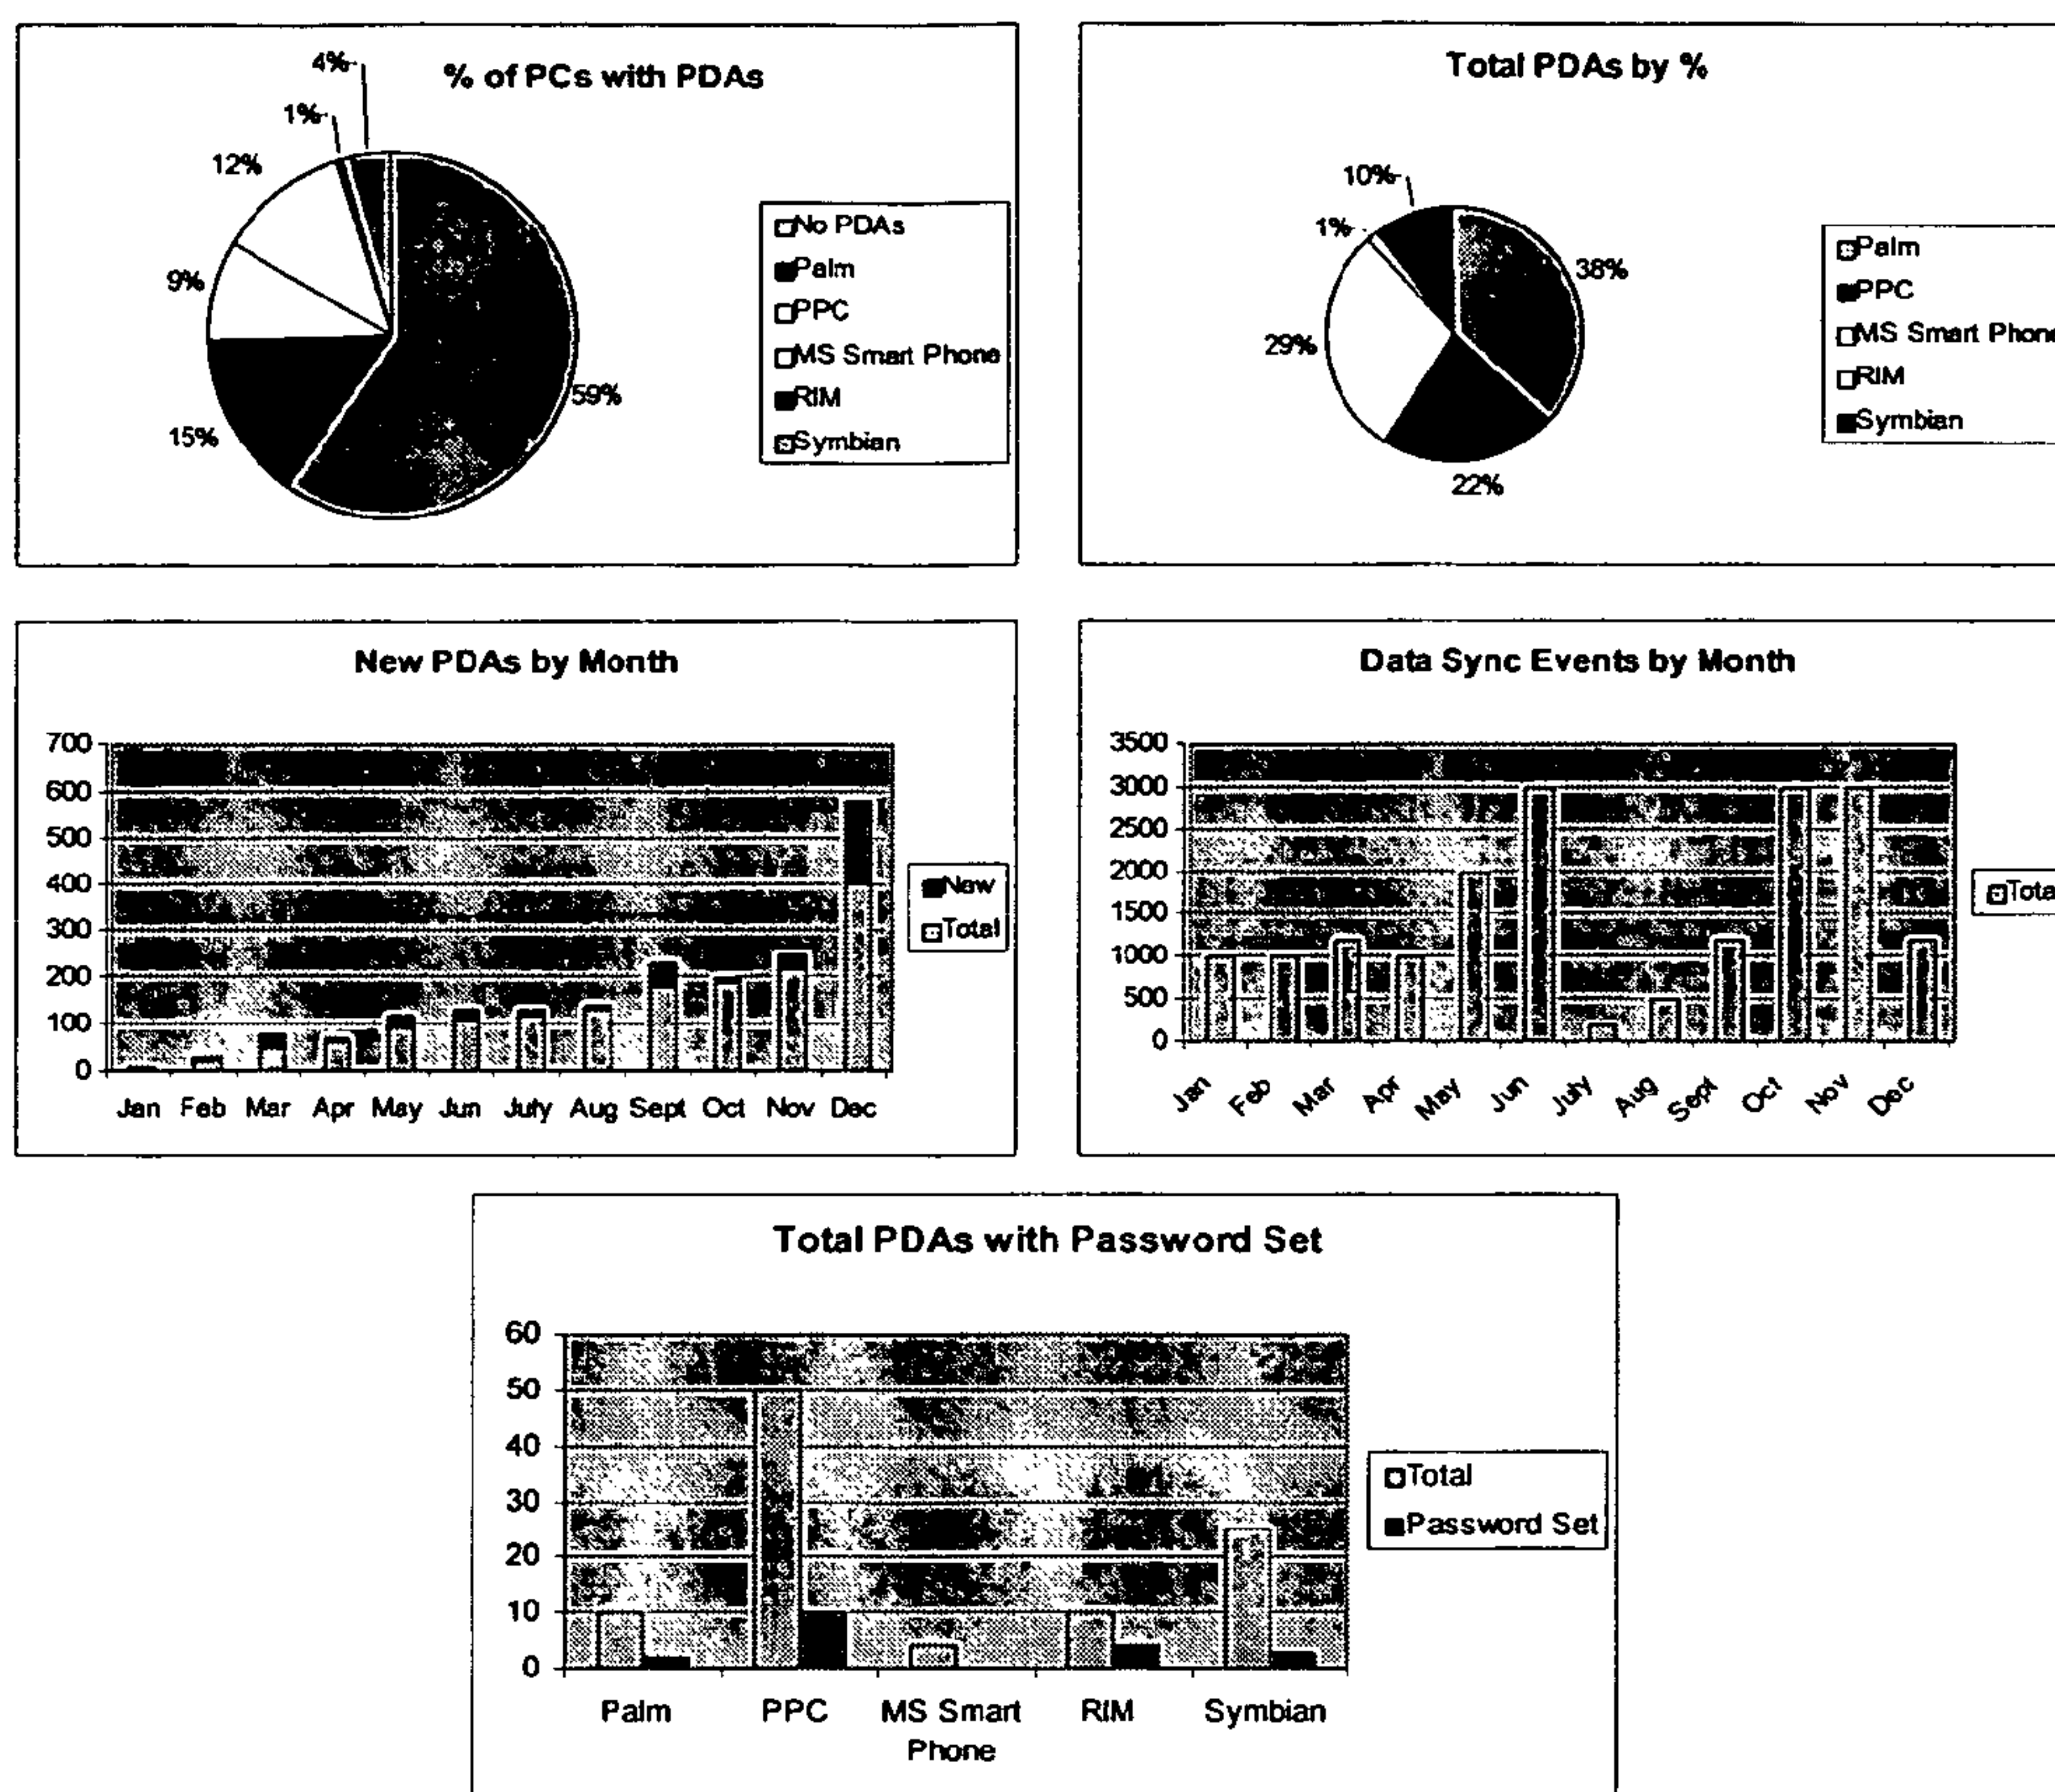 % of PCs with PDAs
4%
1%
12%
9%
15%
59%
No PDAs
Palm
PPC
MS Smart Phone
RIM
Symbian
Total PDAs by %
10%
1%
38%
29%
22%
Palm
PPC
MS Smart Phone
RIM
Symbian
New PDAs by Month
700
600
500
400
300
200
100
0
Jan Feb Mar Apr May Jun July Aug Sept Oct Nov Dec
New
Total
Data Sync Events by Month
3500
3000
2500
2000
1500
1000
500
0
Jan Feb Mar Apr May Jun July Aug Sept Oct Nov Dec
Tota
Total PDAs with Password Set
60
50
40
30
20
10
0
Palm PPC MS Smart RIM Symbian
Phone
Total
Password Set